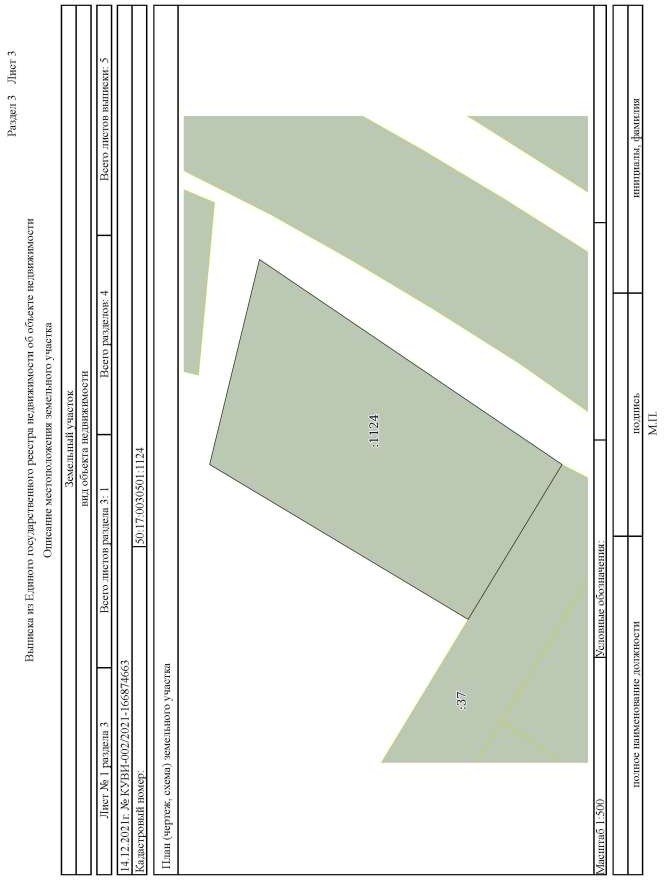 Раздел 3 Лист 3
Выписка из Единого государственного реестра недвижимости об объекте недвижимости
Описание местоположения земельного участка
Земельный участок
вид объекта недвижимости
Лист № 1 раздела 3 Всего листов раздела 3: 1 Всего разделов: 4 Всего листов выписки: 5
14.12.2021г. № КУВИ-002/2021-166874663
Кадастровый номер: 50:17:0030501:1124
План (чертеж, схема) земельного участка
:1124
:37
Масштаб 1:500 Условные обозначения:
полное наименование должности подпись инициалы, фамилия
М.П.